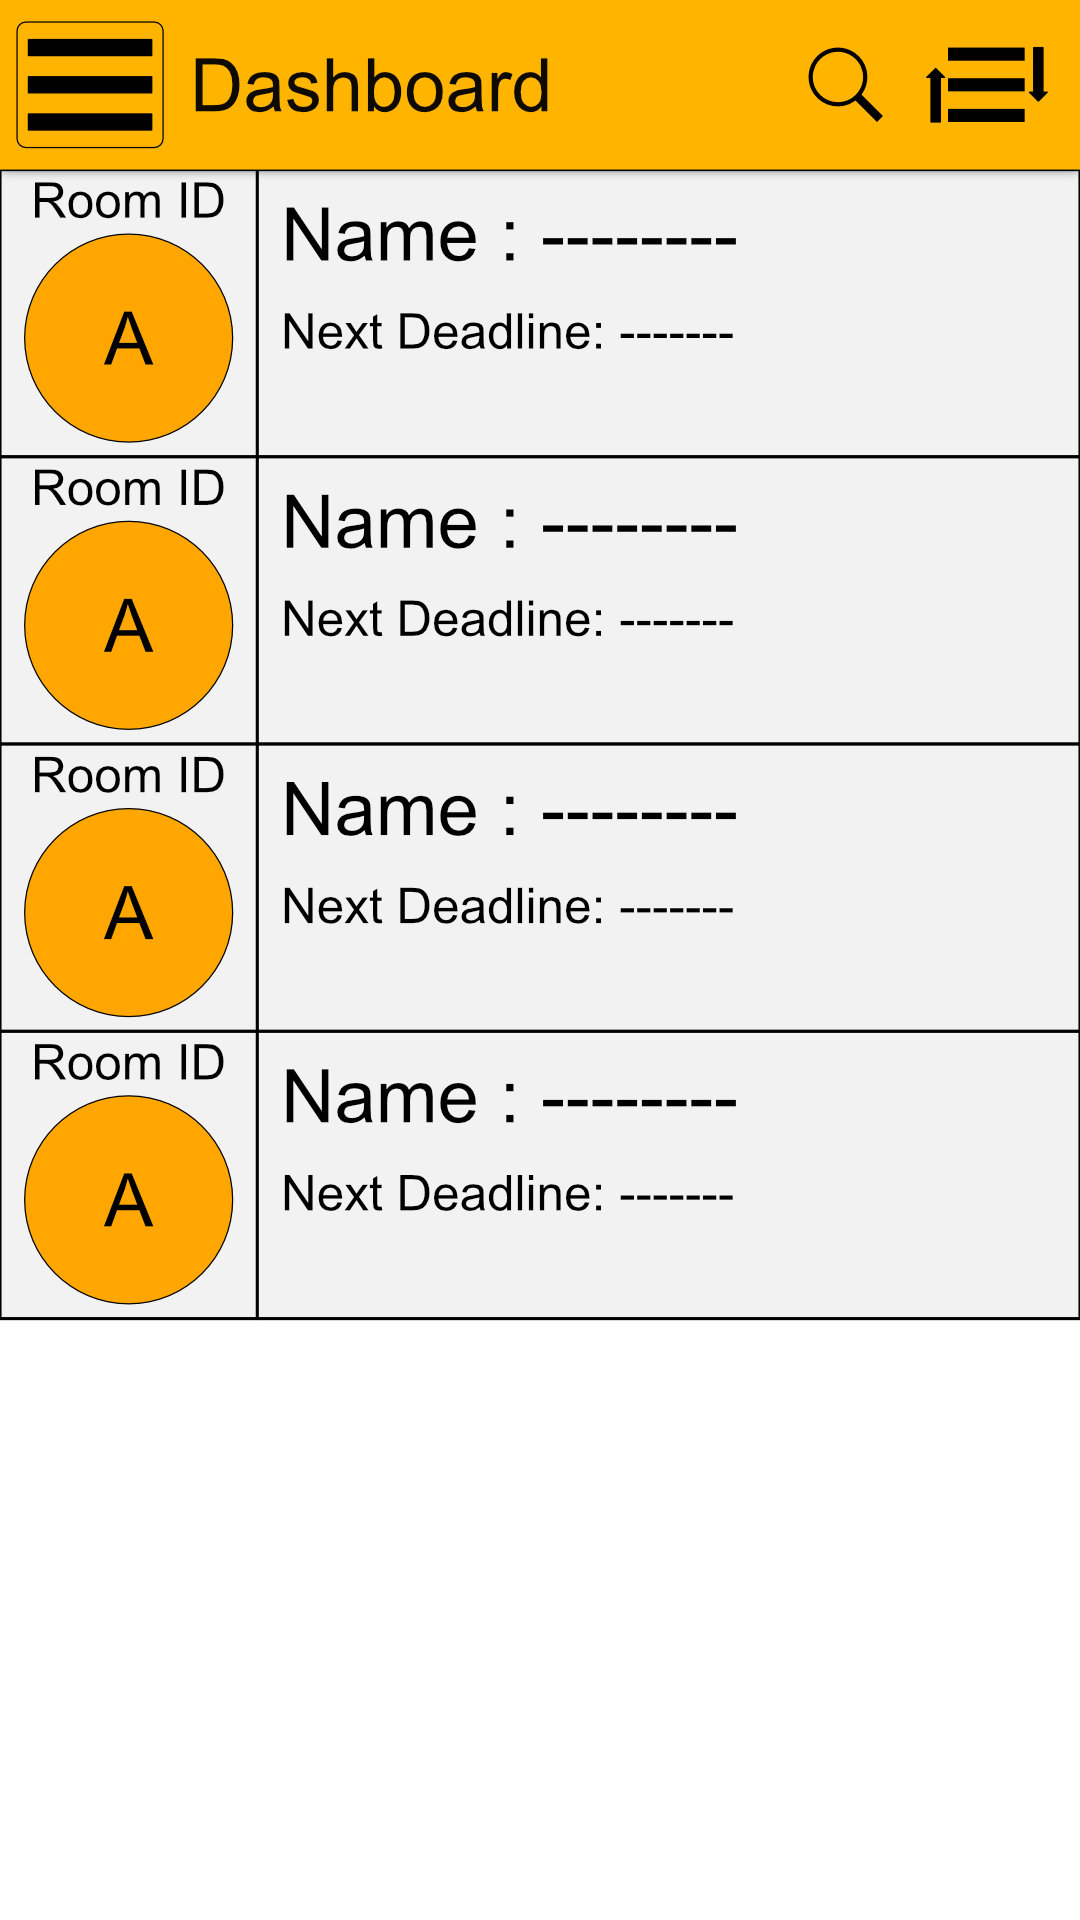 Dashboard
Room ID
A
Name : --------
Next Deadline: -------
Room ID
A
Name : --------
Next Deadline: -------
Room ID
A
Name : --------
Next Deadline: -------
Room ID
A
Name : --------
Next Deadline: -------